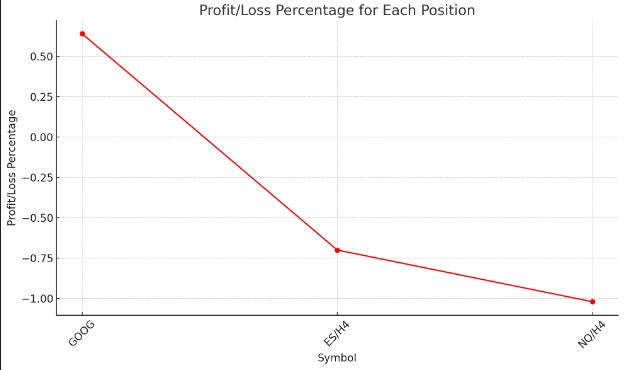 Profit/Loss Percentage for Each Position
Profit/Loss Percentage
0.50
0.25
0.00
−0.25
−0.50
−0.75
−1.00
GOOG
ES/H4
NQ/H4
Symbol